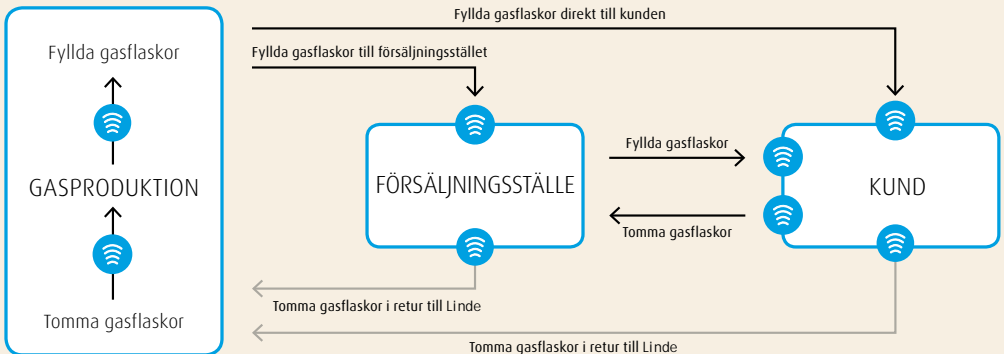 Fyllda gasflaskor direkt till kunden
Fyllda gasflaskor
Fyllda gasflaskor till försäljningsstället
GASPRODUKTION
FÖRSÄLJNINGSSTÄLLE
Fyllda gasflaskor
KUND
Tomma gasflaskor
Tomma gasflaskor i retur till Linde
Tomma gasflaskor
Tomma gasflaskor i retur till Linde